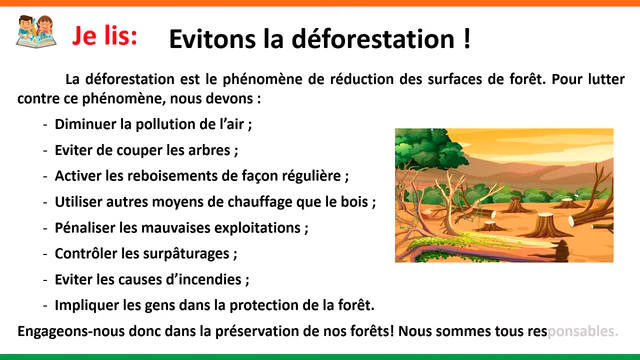 Je lis: Evitons la déforestation !
La déforestation est le phénomène de réduction des surfaces de forêt. Pour lutter
contre ce phénomène, nous devons :
- Diminuer la pollution de l'air ;
- Eviter de couper les arbres ;
- Activer les reboisements de façon régulière ;
- Utiliser autres moyens de chauffage que le bois ;
- Pénaliser les mauvaises exploitations ;
- Contrôler les surpâturages ;
- Eviter les causes d'incendies ;
- Impliquer les gens dans la protection de la forêt.
Engageons-nous donc dans la préservation de nos forêts! Nous sommes tous responsables.